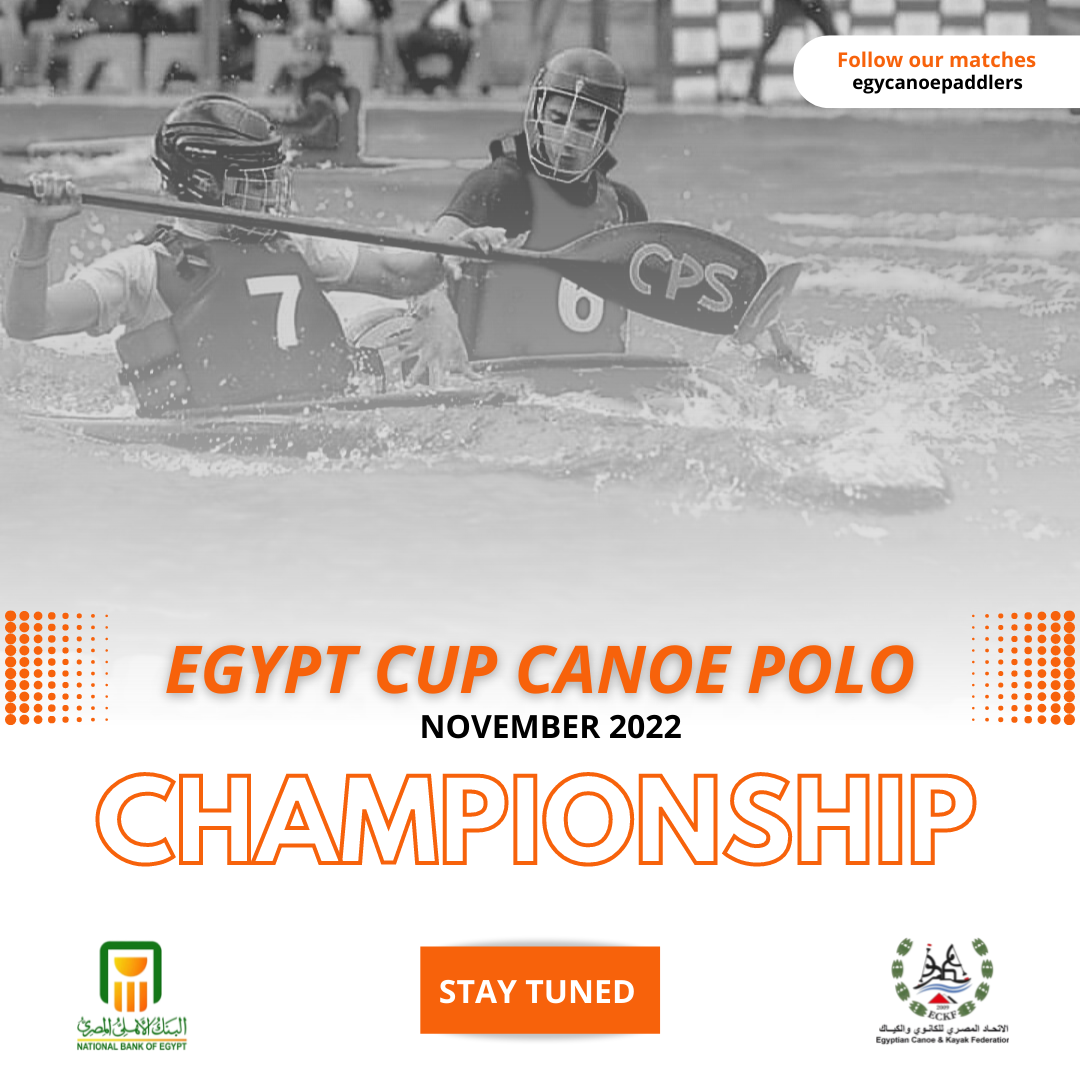 Follow our matches
egycanoepaddlers
7
6
CPS
EGYPT CUP CANOE POLO
NOVEMBER 2022
CHAMPIONSHIP
البنك الأهلي المصري
NATIONAL BANK OF EGYPT
STAY TUNED
2009
ECKF
الاتحاد المصري للكانوي والكياك
Egyptian Canoe & Kayak Federation